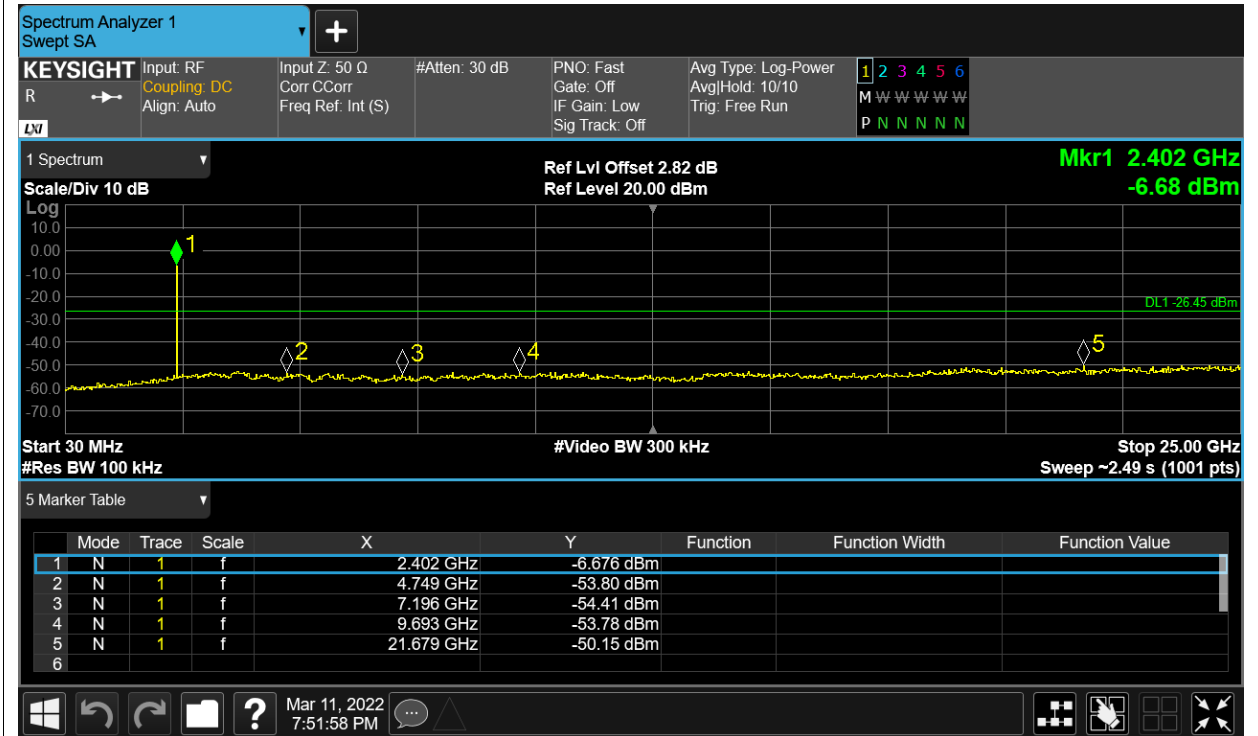 Spectrum Analyzer 1
Swept SA
+
KEYSIGHT
R
LXI
Input: RF
Coupling: DC
Align: Auto
Input Z: 50 Ω
Corr CCorr
Freq Ref: Int (S)
#Atten: 30 dB
PNO: Fast
Gate: Off
IF Gain: Low
Sig Track: Off
Avg Type: Log-Power
Avg|Hold: 10/10
Trig: Free Run
1 2 3 4 5 6
M W W W W W
P N N N N N
1 Spectrum
Scale/Div 10 dB
Ref Lvl Offset 2.82 dB
Ref Level 20.00 dBm
Mkr1 2.402 GHz
-6.68 dBm
Log
10.0
0.00
-10.0
-20.0
-30.0
-40.0
-50.0
-60.0
-70.0
1
2
3
4
5
DL1 -26.45 dBm
Start 30 MHz
#Video BW 300 kHz
Stop 25.00 GHz
#Res BW 100 kHz
Sweep ~2.49 s (1001 pts)
5 Marker Table
Mode Trace Scale X Y Function Function Width Function Value
1 N 1 f 2.402 GHz -6.676 dBm
2 N 1 f 4.749 GHz -53.80 dBm
3 N 1 f 7.196 GHz -54.41 dBm
4 N 1 f 9.693 GHz -53.78 dBm
5 N 1 f 21.679 GHz -50.15 dBm
6
?
Mar 11, 2022
7:51:58 PM